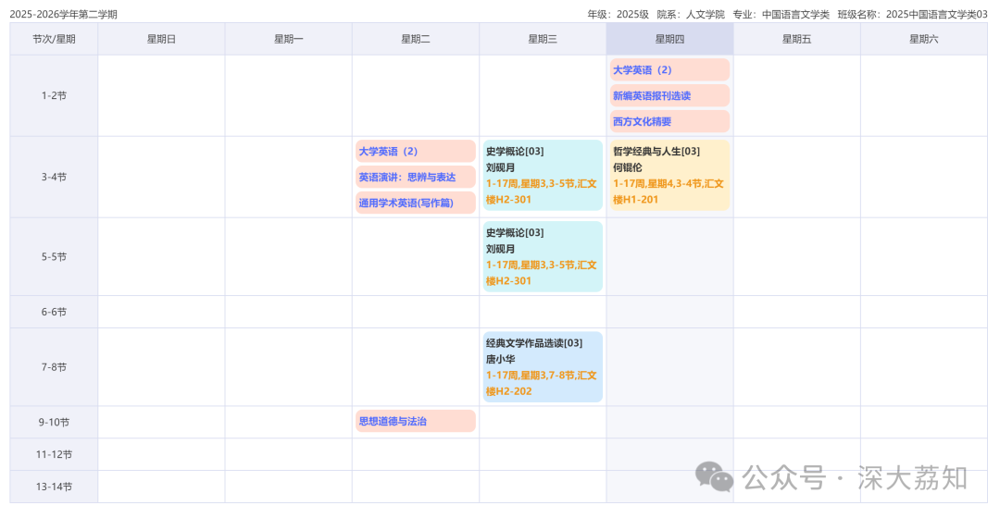 2025-2026学年第二学期
年级：2025级 院系：人文学院 专业：中国语言文学类 班级名称：2025中国语言文学类03
节次/星期 星期日 星期一 星期二 星期三 星期四 星期五 星期六
1-2节
大学英语（2）
新编英语报刊选读
西方文化精要
3-4节
大学英语（2）
英语演讲：思辨与表达
通用学术英语(写作篇)
史学概论[03]
刘砚月
1-17周,星期3,3-5节,汇文
楼H2-301
哲学经典与人生[03]
何锟伦
1-17周,星期4,3-4节,汇文
楼H1-201
5-5节
史学概论[03]
刘砚月
1-17周,星期3,3-5节,汇文
楼H2-301
6-6节
7-8节
经典文学作品选读[03]
唐小华
1-17周,星期3,7-8节,汇文
楼H2-202
9-10节
思想道德与法治
11-12节
13-14节
公众号 · 深大荔知